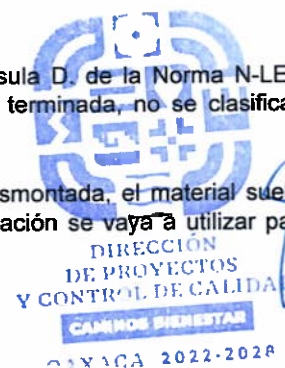 sula D. de la Norma N-LE
terminada, no se clasifica
smontada, el material sue
ación se vaya a utilizar pa
DIRECCIÓN
DE PROYECTOS
Y CONTROL DE CALIDA
CAMINOS BIENESTAR
OAXACA 2022-2028